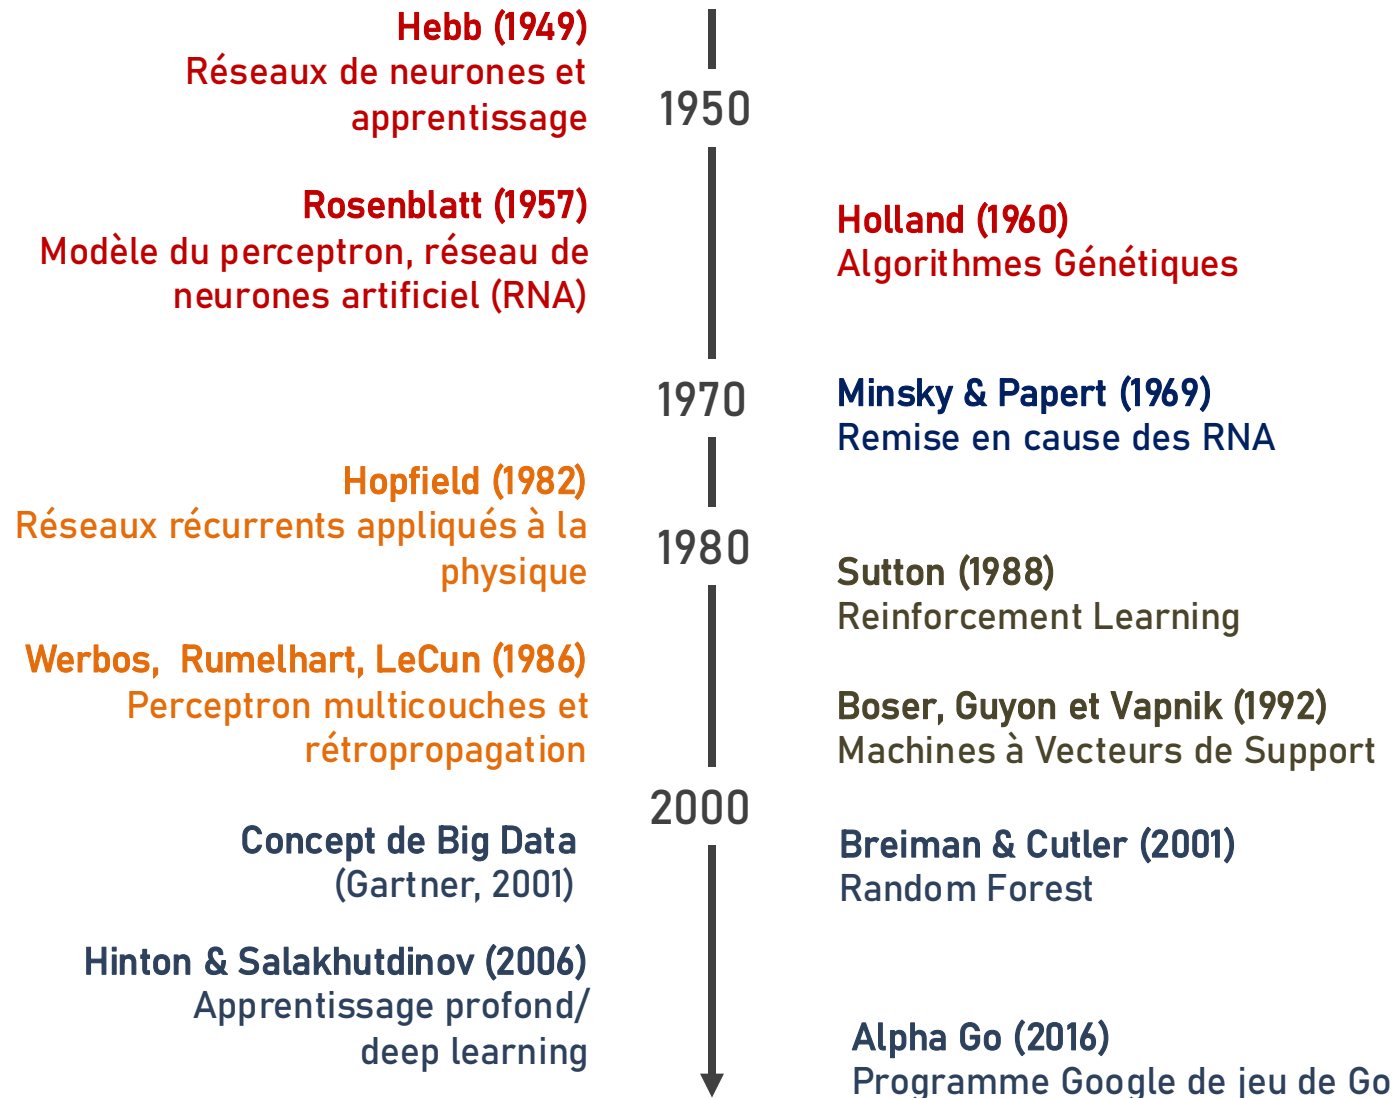 Hebb (1949)
Réseaux de neurones et
apprentissage
1950
Rosenblatt (1957)
Modèle du perceptron, réseau de
neurones artificiel (RNA)
Holland (1960)
Algorithmes Génétiques
1970
Minsky & Papert (1969)
Remise en cause des RNA
Hopfield (1982)
Réseaux récurrents appliqués à la
physique
1980
Sutton (1988)
Reinforcement Learning
Werbos, Rumelhart, LeCun (1986)
Perceptron multicouches et
rétropropagation
Boser, Guyon et Vapnik (1992)
Machines à Vecteurs de Support
2000
Concept de Big Data
(Gartner, 2001)
Breiman & Cutler (2001)
Random Forest
Hinton & Salakhutdinov (2006)
Apprentissage profond/
deep learning
Alpha Go (2016)
Programme Google de jeu de Go